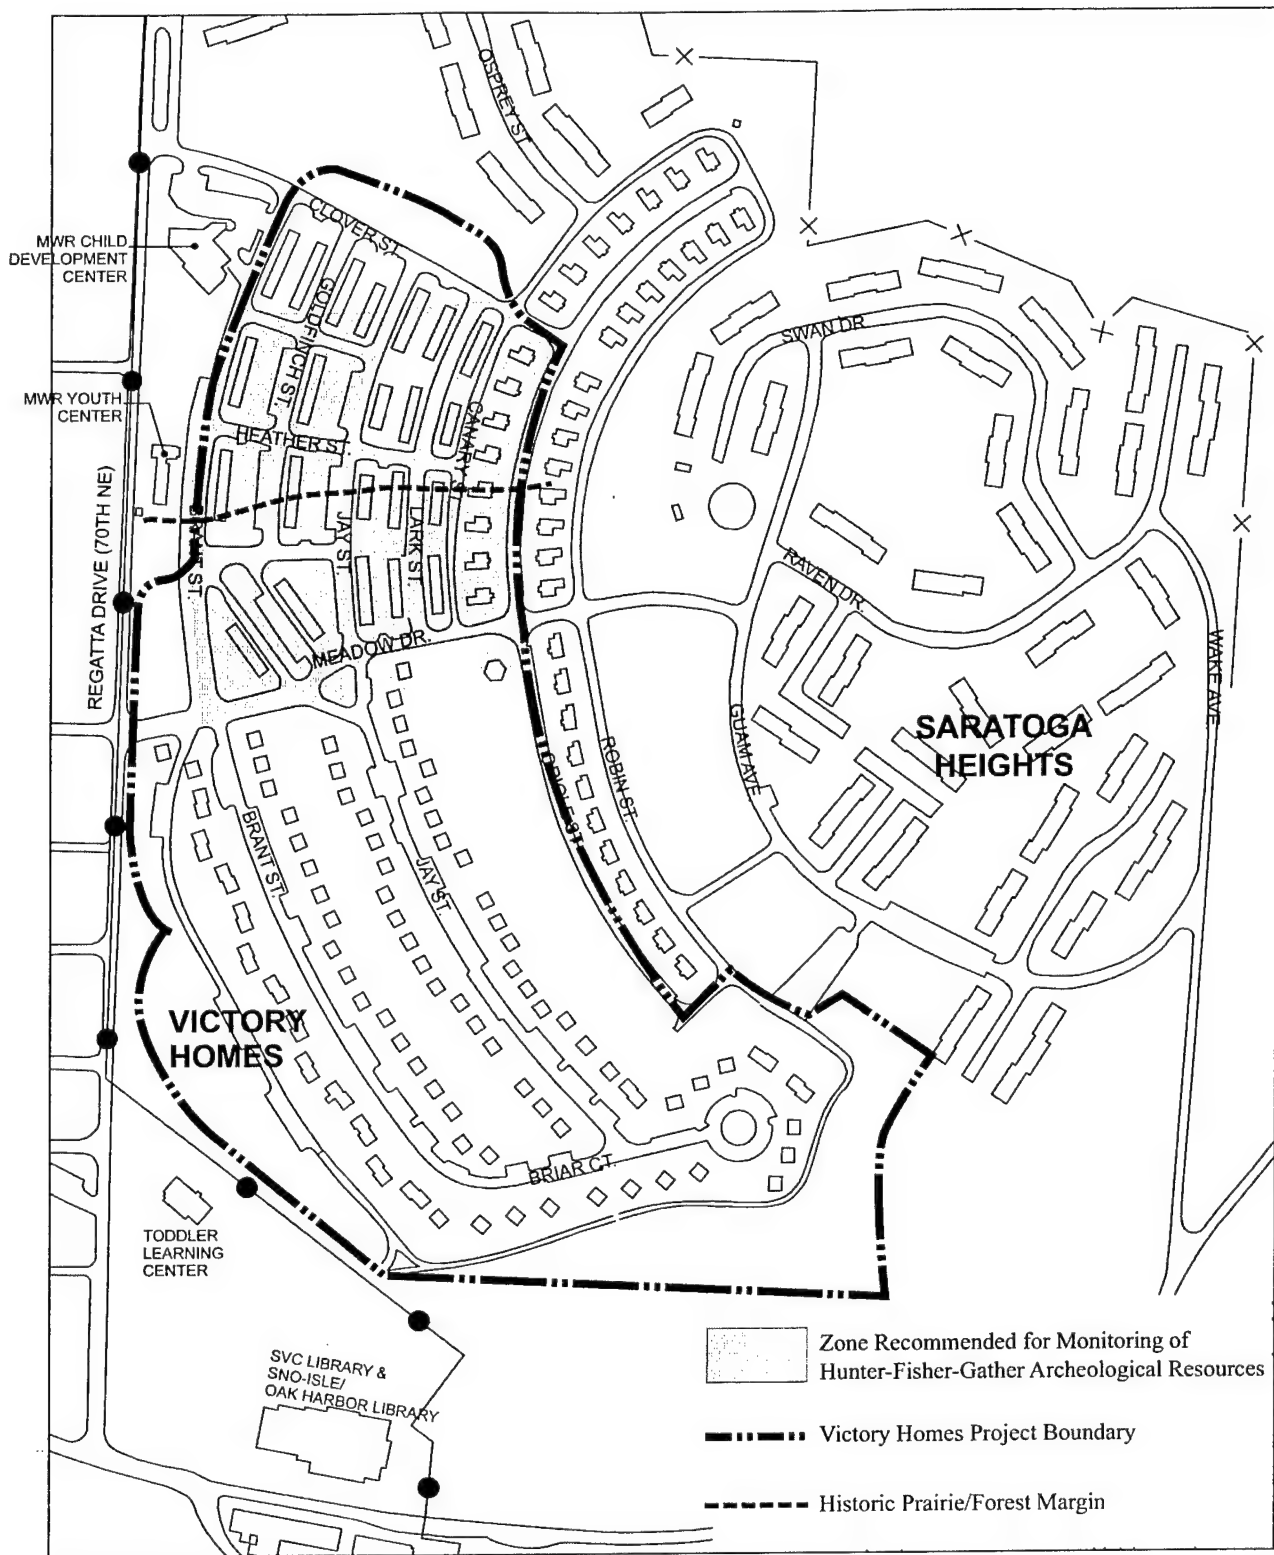 OSPREY ST.
CLOVER ST.
MWR CHILD
DEVELOPMENT
CENTER
GOLDFINCH ST.
SWAN DR.
MWR YOUTH
CENTER
HEATHER ST.
CANARY ST.
REGATTA DRIVE (70TH NE)
BRANT ST.
JAY ST.
LARK ST.
RAVEN DR.
MEADOW DR.
WAKE AVE.
GUAM AVE.
SARATOGA
HEIGHTS
ROBIN ST.
ORIOLE ST.
BRANT ST.
JAY ST.
VICTORY
HOMES
BRIAR CT.
TODDLER
LEARNING
CENTER
SVC LIBRARY &
SNO-ISLE/
OAK HARBOR LIBRARY
Zone Recommended for Monitoring of
Hunter-Fisher-Gather Archeological Resources
Victory Homes Project Boundary
Historic Prairie/Forest Margin